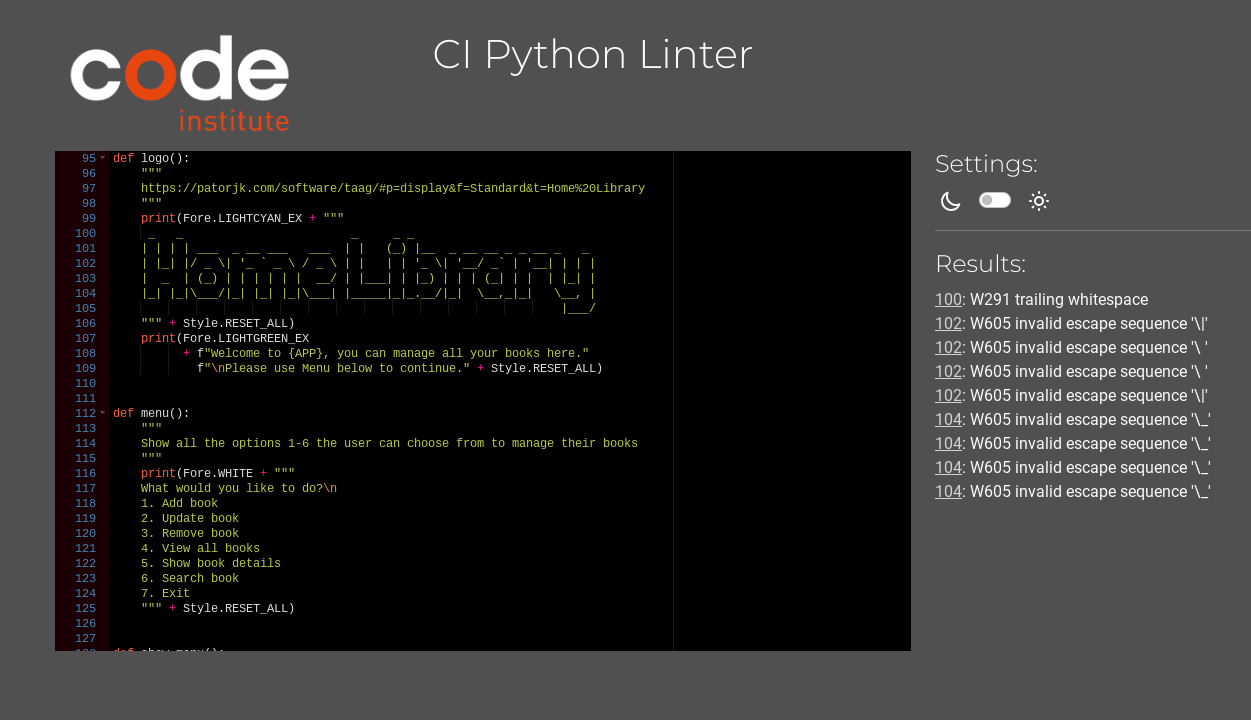 code
institute
CI Python Linter
95 def logo():
96     """
97     https://patorjk.com/software/taag/#p=display&f=Standard&t=Home%20Library
98     """
99     print(Fore.LIGHTCYAN_EX + """
100      _   _                        _     _ _
101     | | | | ___  _ __ ___   ___  | |   (_) |__  _ __ __ _ _ __ _   _
102     | |_| |/ _ \| '_ ` _ \ / _ \ | |   | | '_ \| '__/ _` | '__| | | |
103     |  _  | (_) | | | | | |  __/ | |___| | |_) | | | (_| | |  | |_| |
104     |_| |_|\___/|_| |_| |_|\___| |_____|_|_.__/|_|  \__,_|_|   \__, |
105                                                                 |___/
106     """ + Style.RESET_ALL)
107     print(Fore.LIGHTGREEN_EX
108           + f"Welcome to {APP}, you can manage all your books here."
109             f"\nPlease use Menu below to continue." + Style.RESET_ALL)
110
111
112 def menu():
113     """
114     Show all the options 1-6 the user can choose from to manage their books
115     """
116     print(Fore.WHITE + """
117     What would you like to do?\n
118     1. Add book
119     2. Update book
120     3. Remove book
121     4. View all books
122     5. Show book details
123     6. Search book
124     7. Exit
125     """ + Style.RESET_ALL)
126
127
Settings:
Results:
100: W291 trailing whitespace
102: W605 invalid escape sequence '\|'
102: W605 invalid escape sequence '\ '
102: W605 invalid escape sequence '\ '
102: W605 invalid escape sequence '\|'
104: W605 invalid escape sequence '\_'
104: W605 invalid escape sequence '\_'
104: W605 invalid escape sequence '\_'
104: W605 invalid escape sequence '\_'